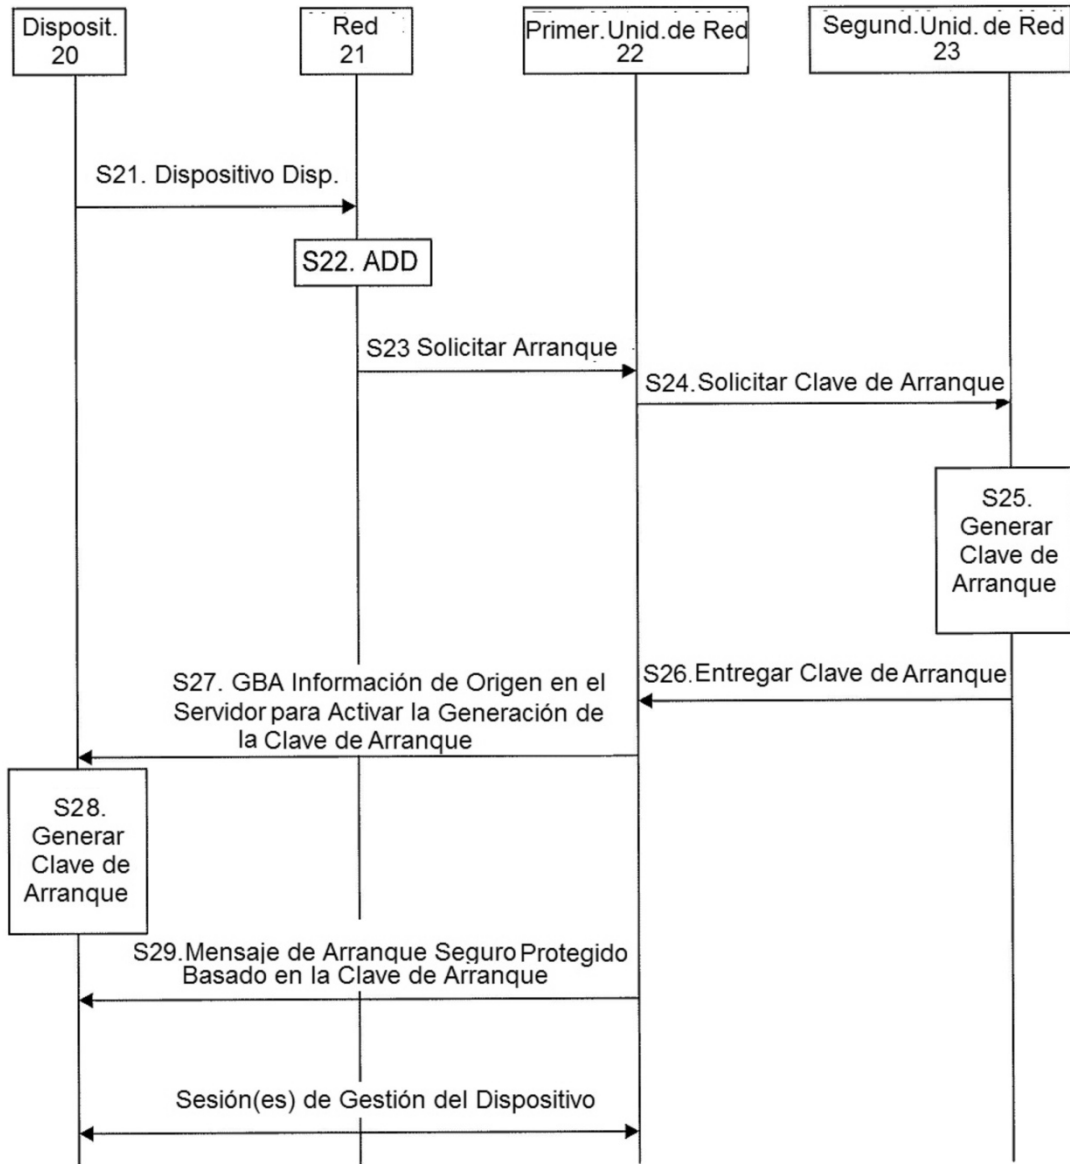 Disposit.
20
Red
21
Primer.Unid.de Red
22
Segund.Unid. de Red
23
S21. Dispositivo Disp.
S22. ADD
S23 Solicitar Arranque
S24.Solicitar Clave de Arranque
S25.
Generar
Clave de
Arranque
S26.Entregar Clave de Arranque
S27. GBA Información de Origen en el
Servidor para Activar la Generación de
la Clave de Arranque
S28.
Generar
Clave de
Arranque
S29.Mensaje de Arranque Seguro Protegido
Basado en la Clave de Arranque
Sesión(es) de Gestión del Dispositivo